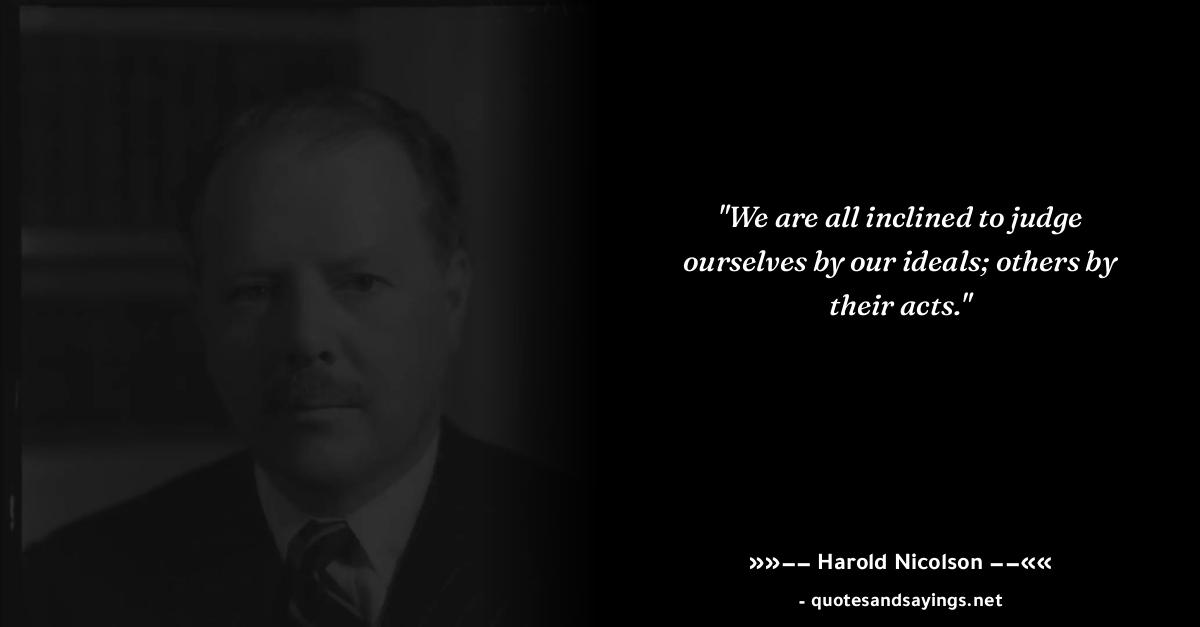 "We are all inclined to judge
ourselves by our ideals; others by
their acts."
»»−− Harold Nicolson −−««
- quotesandsayings.net